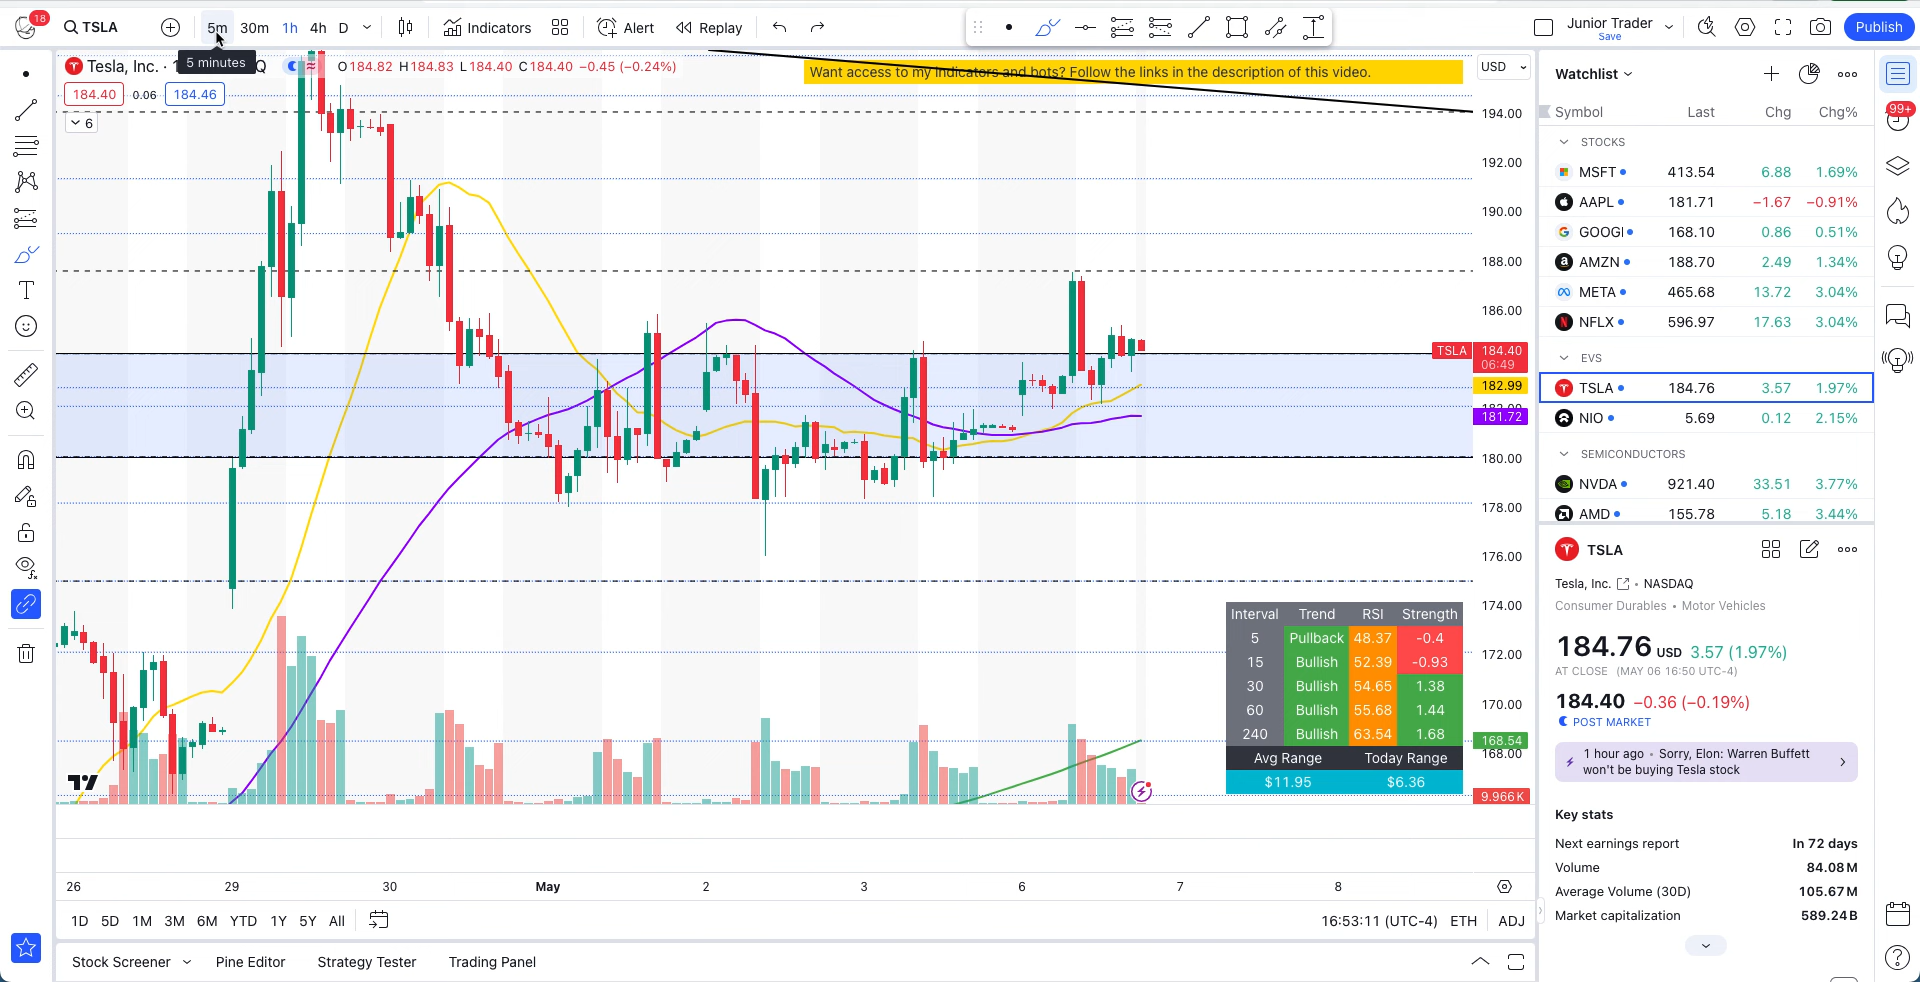 18
TSLA
5m 30m 1h 4h D
Indicators
Alert
Replay
Junior Trader
Save
Publish
5 minutes
Tesla, Inc. · 1
Q
O184.82 H184.83 L184.40 C184.40 −0.45 (−0.24%)
184.40 0.06 184.46
6
Want access to my indicators and bots? Follow the links in the description of this video.
USD
194.00
192.00
190.00
188.00
186.00
TSLA 184.40
06:49
182.99
181.72
180.00
178.00
176.00
174.00
172.00
170.00
168.54
168.00
9.966K
Interval Trend RSI Strength
5 Pullback 48.37 -0.4
15 Bullish 52.39 -0.93
30 Bullish 54.65 1.38
60 Bullish 55.68 1.44
240 Bullish 63.54 1.68
Avg Range Today Range
$11.95 $6.36
26 29 30 May 2 3 6 7 8
1D 5D 1M 3M 6M YTD 1Y 5Y All
16:53:11 (UTC-4) ETH ADJ
Stock Screener Pine Editor Strategy Tester Trading Panel
Watchlist
Symbol Last Chg Chg%
STOCKS
MSFT 413.54 6.88 1.69%
AAPL 181.71 −1.67 −0.91%
GOOGL 168.10 0.86 0.51%
AMZN 188.70 2.49 1.34%
META 465.68 13.72 3.04%
NFLX 596.97 17.63 3.04%
EVS
TSLA 184.76 3.57 1.97%
NIO 5.69 0.12 2.15%
SEMICONDUCTORS
NVDA 921.40 33.51 3.77%
AMD 155.78 5.18 3.44%
TSLA
Tesla, Inc. • NASDAQ
Consumer Durables • Motor Vehicles
184.76 USD 3.57 (1.97%)
AT CLOSE (MAY 06 16:50 UTC-4)
184.40 −0.36 (−0.19%)
POST MARKET
1 hour ago • Sorry, Elon: Warren Buffett
won't be buying Tesla stock
Key stats
Next earnings report In 72 days
Volume 84.08M
Average Volume (30D) 105.67M
Market capitalization 589.24B
99+